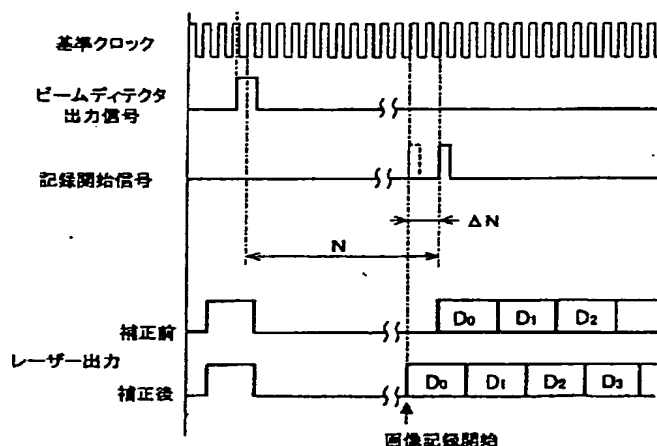 基準クロック
ビームディテクタ
出力信号
記録開始信号
ΔN
N
補正前
D0 D1 D2
レーザー出力
補正後
D0 D1 D2 D3
画像記録開始